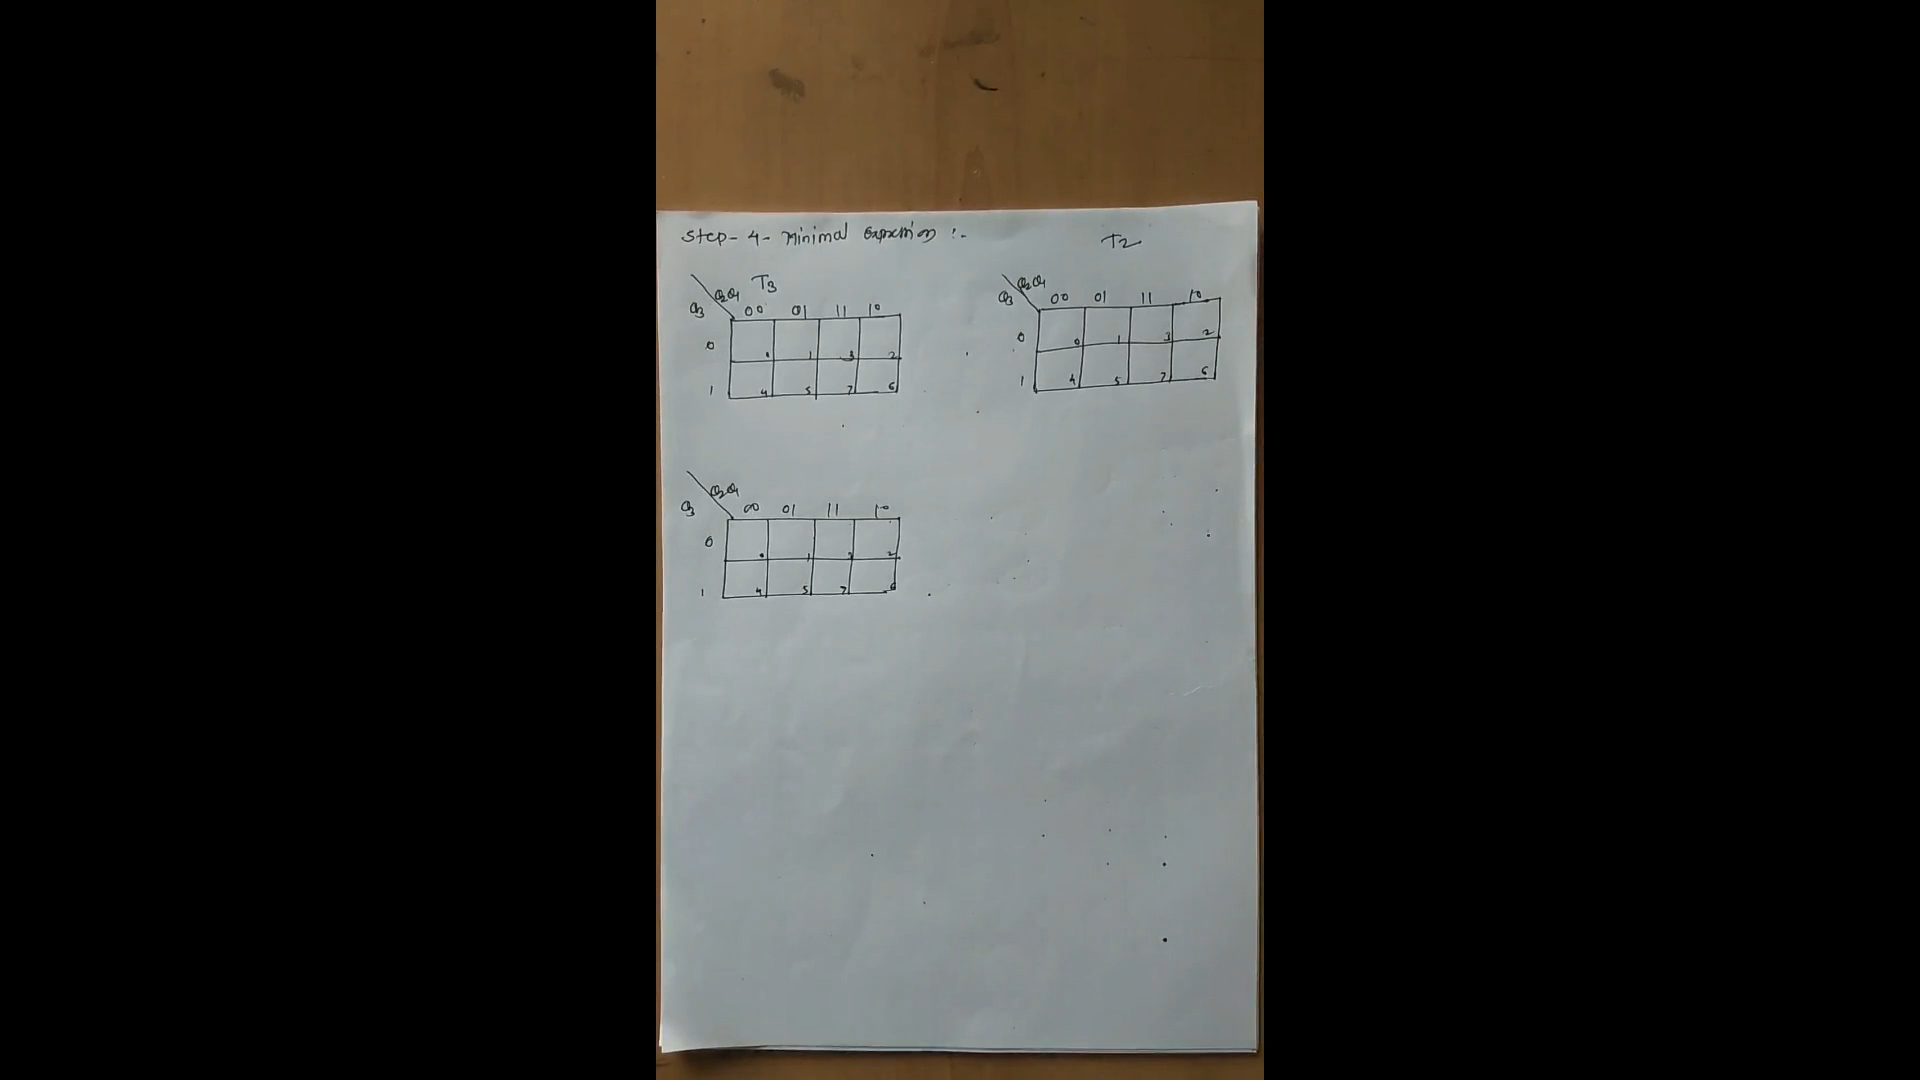 Step-4-Minimal expression :-
T3 T2
Q2Q1 Q2Q1
Q3 00 01 11 10 Q3 00 01 11 10
0 0 1 3 2 0 0 1 3 2
1 4 5 7 6 1 4 5 7 6
Q2Q1
Q3 00 01 11 10
0 0 1 3 2
1 4 5 7 6